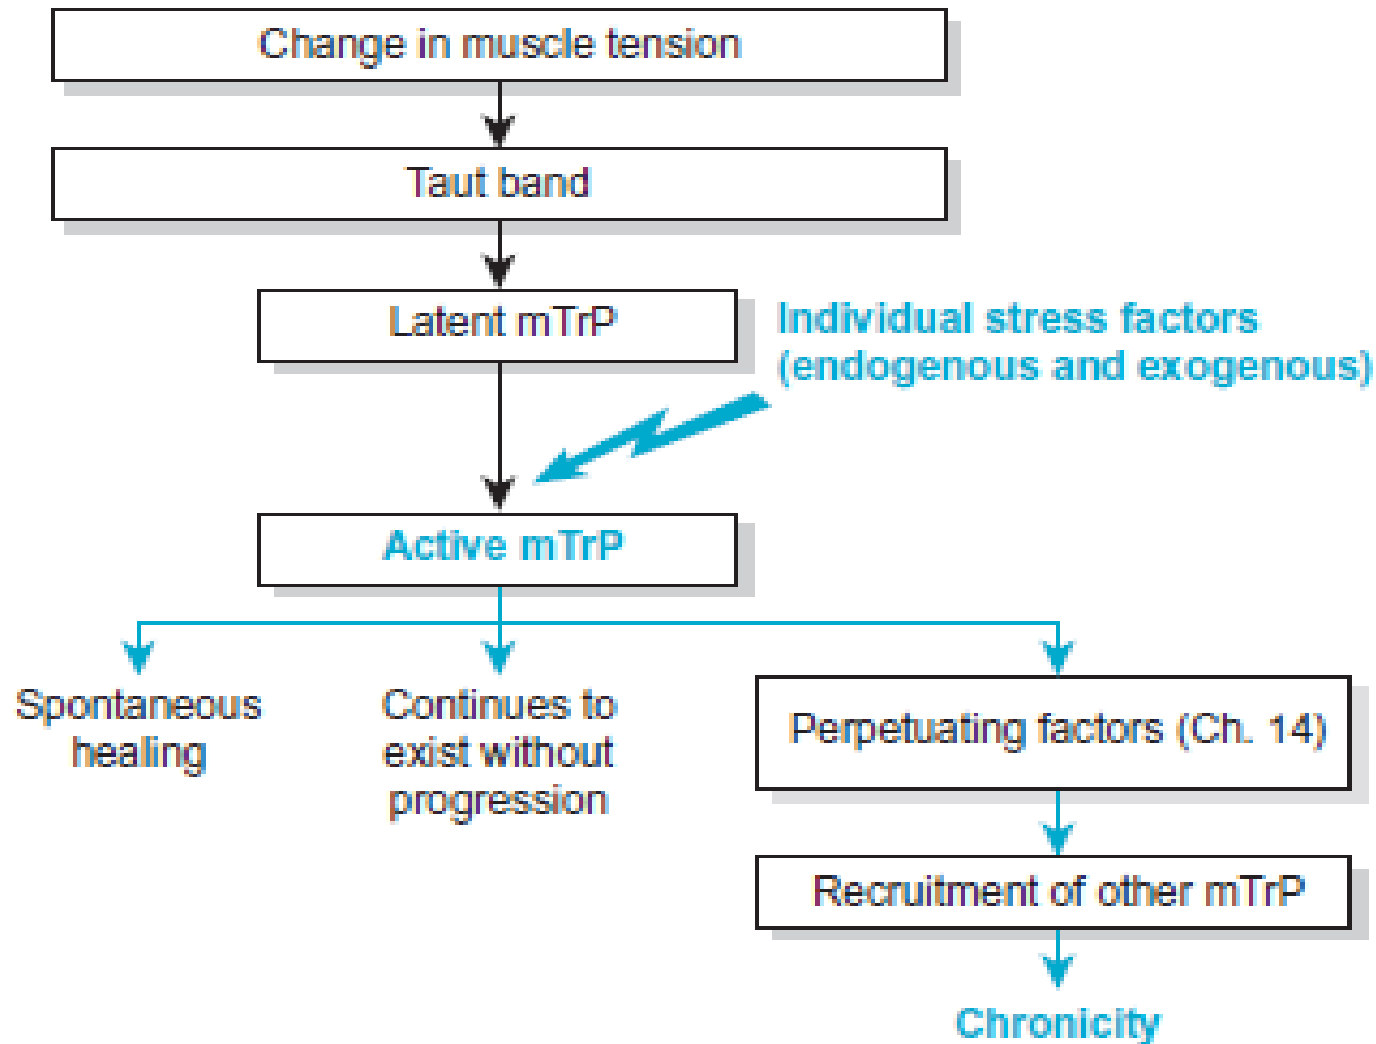 Change in muscle tension
Taut band
Latent mTrP
Individual stress factors
(endogenous and exogenous)
Active mTrP
Spontaneous
healing
Continues to
exist without
progression
Perpetuating factors (Ch. 14)
Recruitment of other mTrP
Chronicity